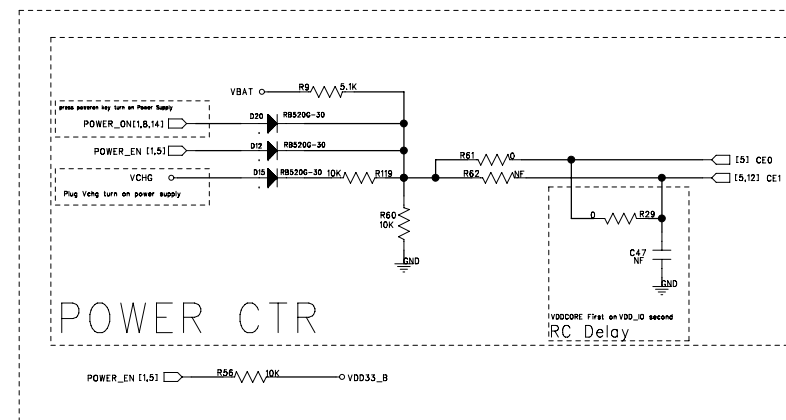 VBAT R9 5.1K
press poweron key turn on Power Supply
POWER_ON[1,8,14] D20 RB520G-30
POWER_EN [1,5] D12 RB520G-30
R61 0 [5] CE0
VCHG D15 RB520G-30 10K R119 R62 NF [5,12] CE1
Plug Vchg turn on power supply
R60
10K
0 R29
C47
NF
GND
GND
POWER CTR
VDDCORE First on VDD_IO second
RC Delay
POWER_EN [1,5] R56 10K VDD33_B